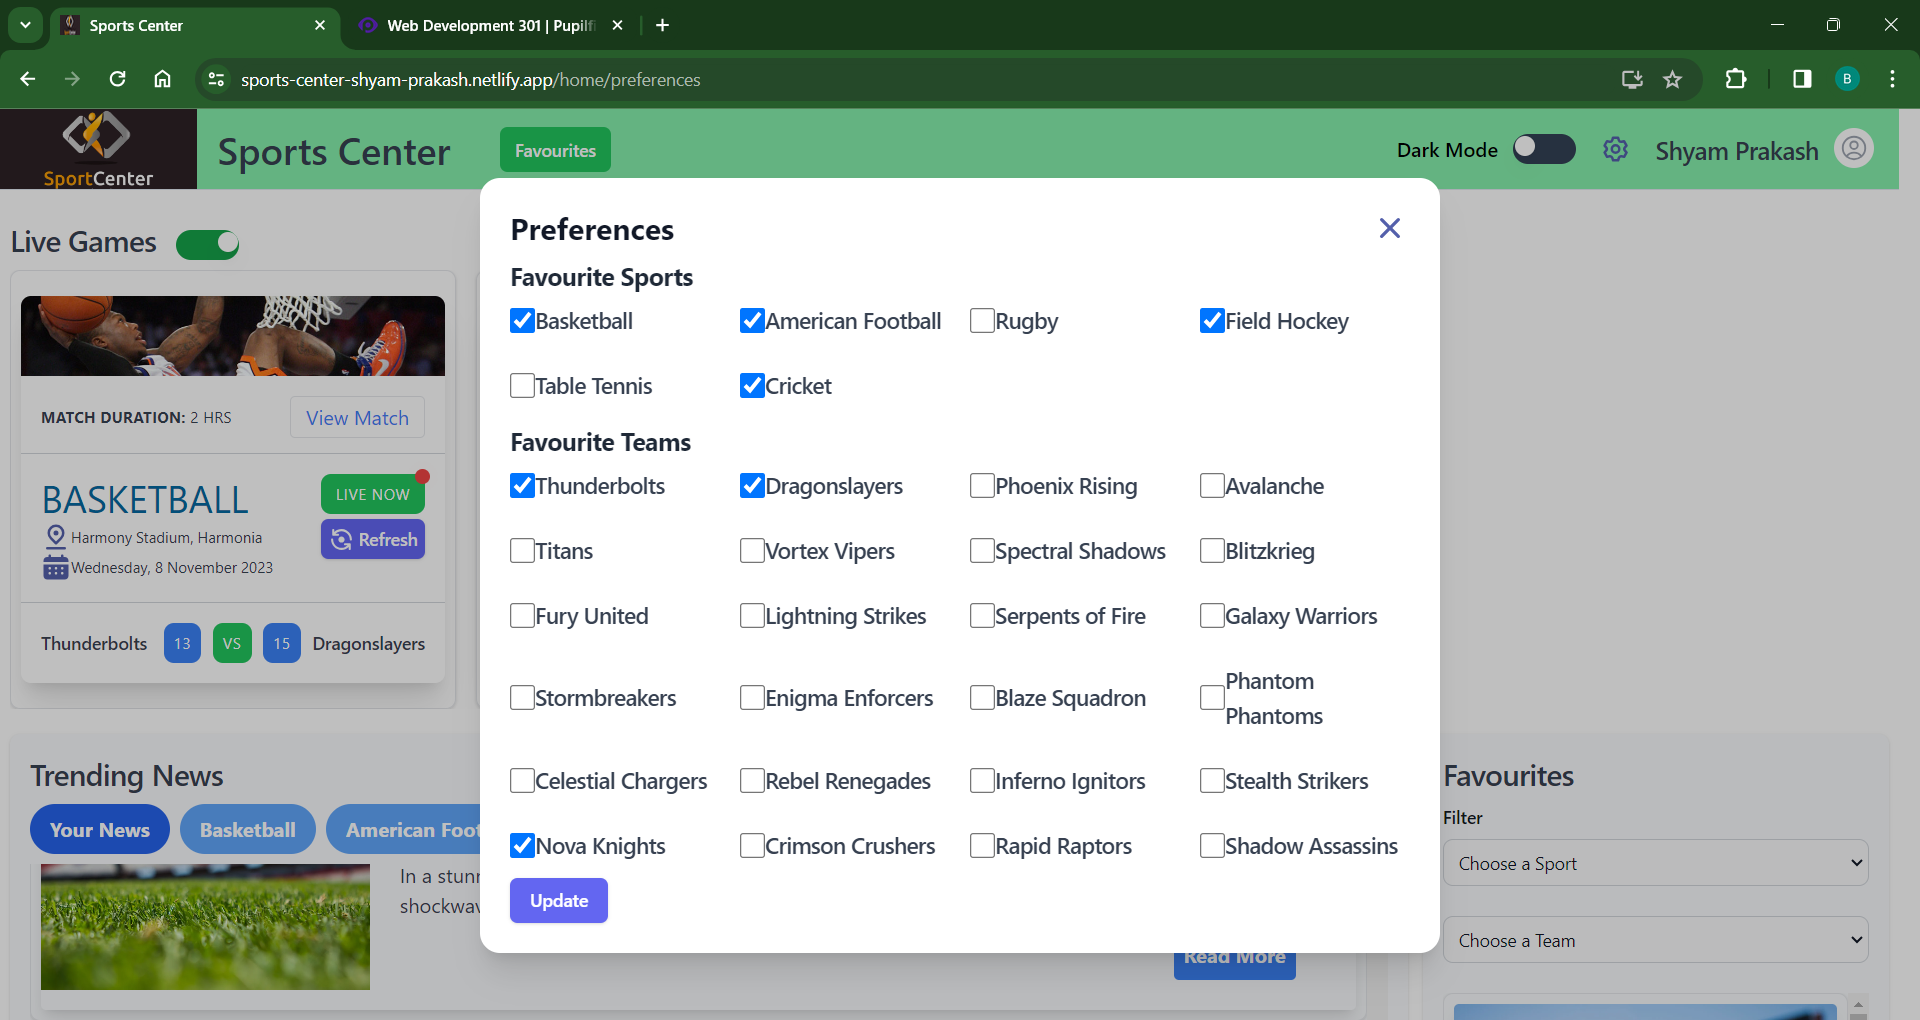 Sports Center
Web Development 301 | Pupilfi
sports-center-shyam-prakash.netlify.app/home/preferences
B
SportCenter
Sports Center
Favourites
Dark Mode
Shyam Prakash
Live Games
MATCH DURATION: 2 HRS
View Match
BASKETBALL
LIVE NOW
Harmony Stadium, Harmonia
Refresh
Wednesday, 8 November 2023
Thunderbolts 13 VS 15 Dragonslayers
Preferences
Favourite Sports
Basketball American Football Rugby Field Hockey
Table Tennis Cricket
Favourite Teams
Thunderbolts Dragonslayers Phoenix Rising Avalanche
Titans Vortex Vipers Spectral Shadows Blitzkrieg
Fury United Lightning Strikes Serpents of Fire Galaxy Warriors
Stormbreakers Enigma Enforcers Blaze Squadron Phantom
Phantoms
Celestial Chargers Rebel Renegades Inferno Ignitors Stealth Strikers
Nova Knights Crimson Crushers Rapid Raptors Shadow Assassins
Update
Trending News
Your News Basketball American Foot
In a stun
shockwav
Read More
Favourites
Filter
Choose a Sport
Choose a Team